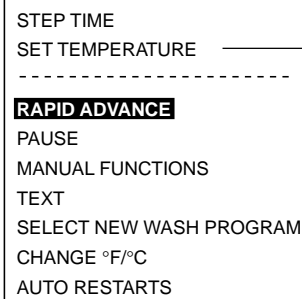 STEP TIME
SET TEMPERATURE
----------------------
RAPID ADVANCE
PAUSE
MANUAL FUNCTIONS
TEXT
SELECT NEW WASH PROGRAM
CHANGE °F/°C
AUTO RESTARTS